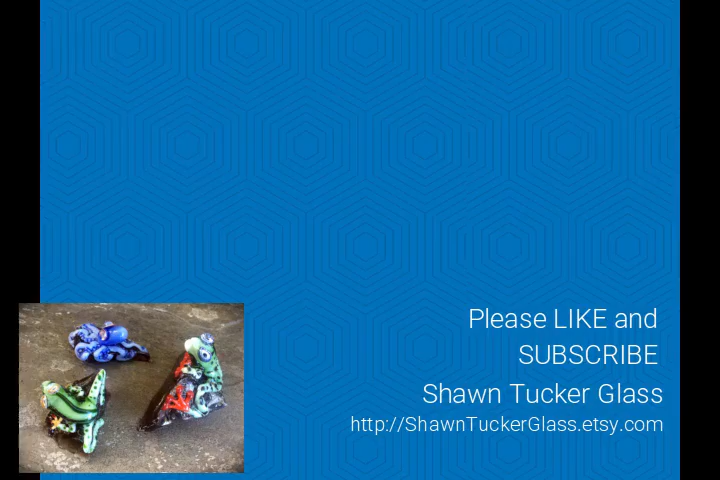 Please LIKE and
SUBSCRIBE
Shawn Tucker Glass
http://ShawnTuckerGlass.etsy.com